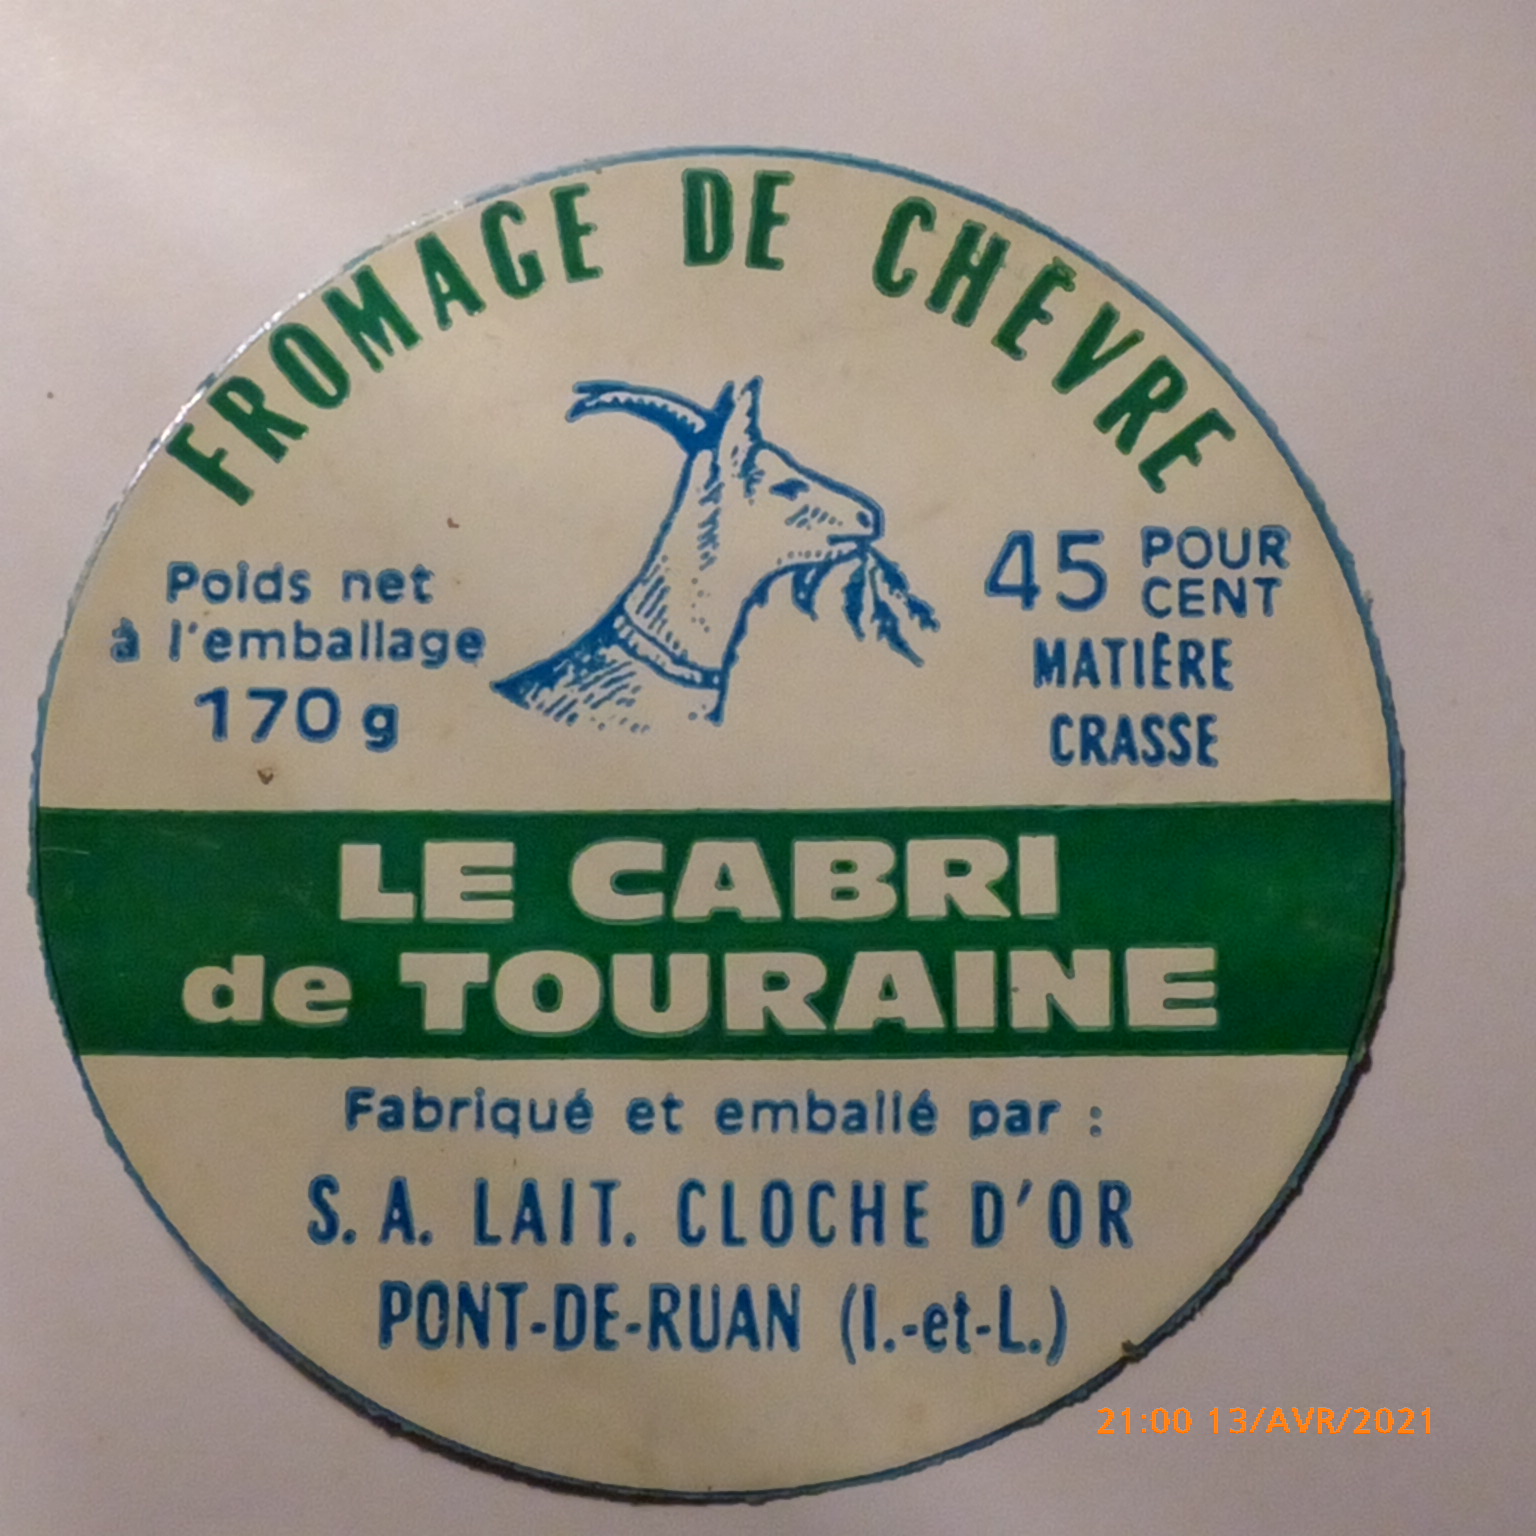 FROMAGE DE CHÈVRE
Poids net
à l'emballage
170 g
45 POUR
CENT
MATIÈRE
CRASSE
LE CABRI
de TOURAINE
Fabriqué et emballé par :
S. A. LAIT. CLOCHE D'OR
PONT-DE-RUAN (I.-et-L.)
21:00 13/AVR/2021